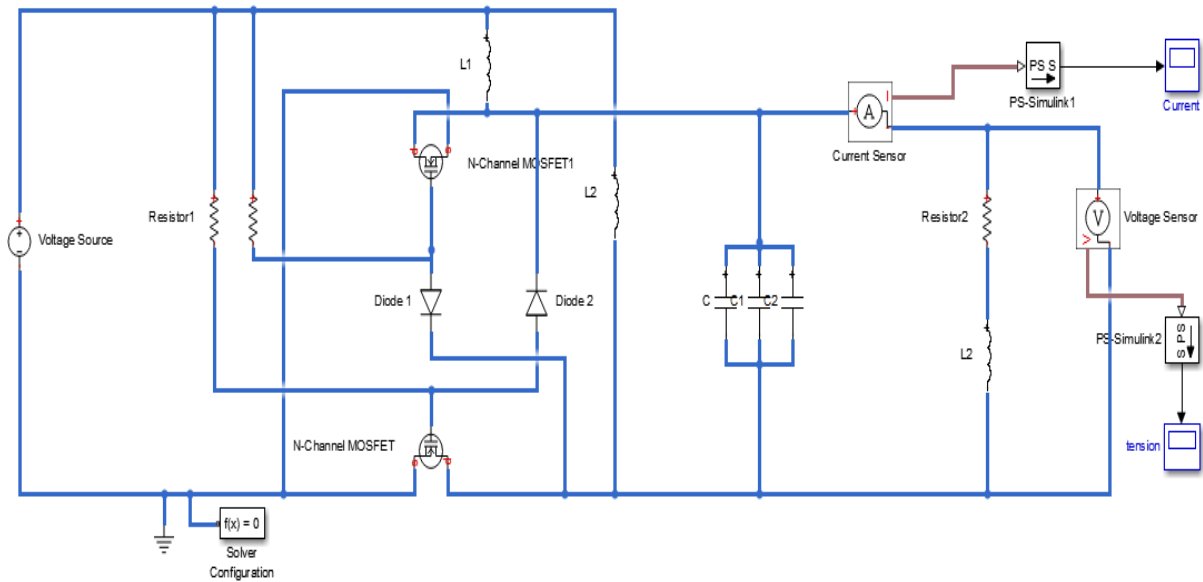 L1
PS S
PS-Simulink1
Current
A
Current Sensor
N-Channel MOSFET1
L2
Resistor1
Resistor2
Voltage Source
V
Voltage Sensor
V
Diode 1
Diode 2
C
C1
C2
PS-Simulink2
S PS
L2
N-Channel MOSFET
tension
f(x) = 0
Solver
Configuration